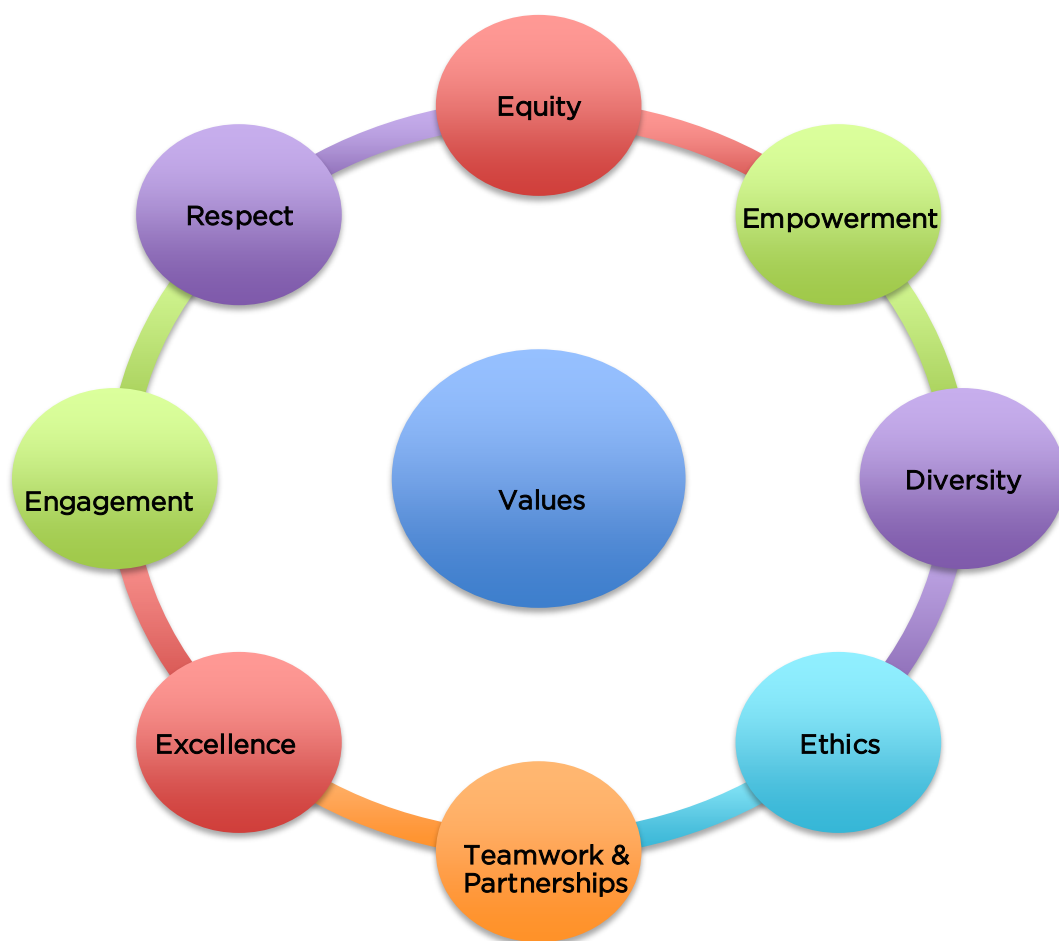 Equity
Empowerment
Diversity
Ethics
Teamwork &
Partnerships
Excellence
Engagement
Respect
Values